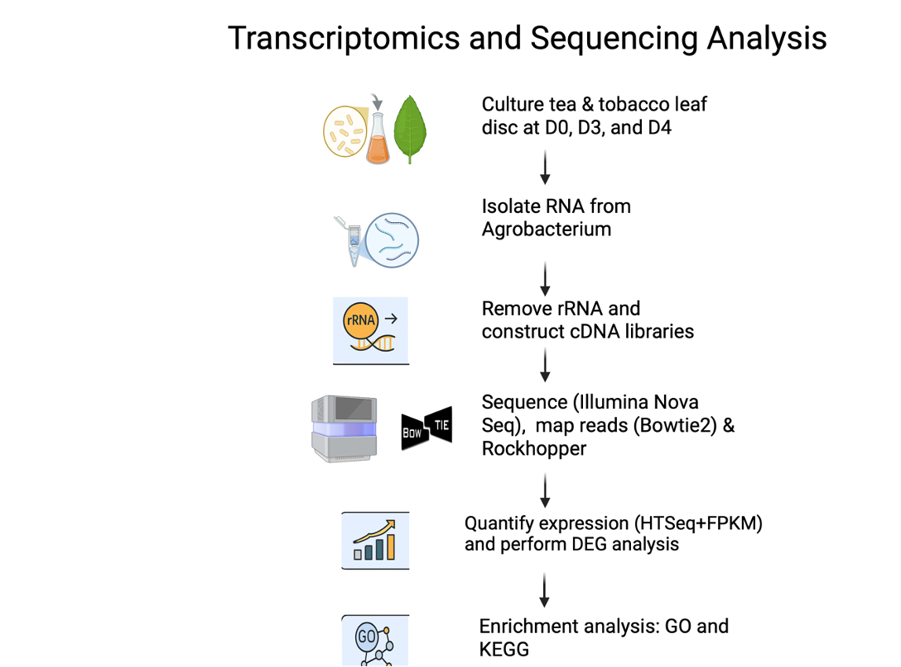 Transcriptomics and Sequencing Analysis
Culture tea & tobacco leaf
disc at D0, D3, and D4
Isolate RNA from
Agrobacterium
rRNA
Remove rRNA and
construct cDNA libraries
BOW TIE
Sequence (Illumina Nova
Seq), map reads (Bowtie2) &
Rockhopper
Quantify expression (HTSeq+FPKM)
and perform DEG analysis
GO
Enrichment analysis: GO and
KEGG